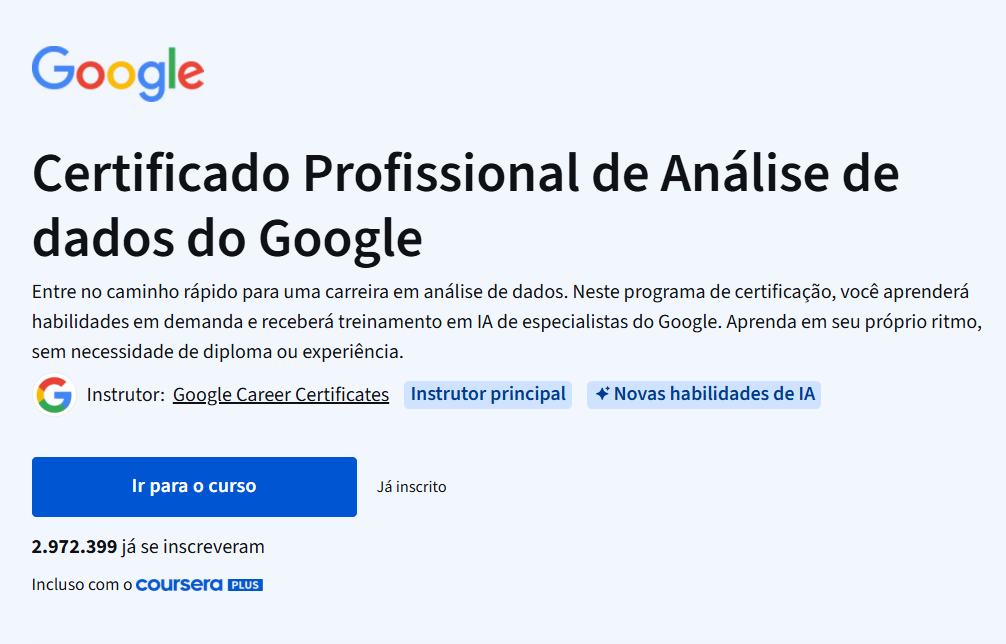 Google
Certificado Profissional de Análise de
dados do Google
Entre no caminho rápido para uma carreira em análise de dados. Neste programa de certificação, você aprenderá
habilidades em demanda e receberá treinamento em IA de especialistas do Google. Aprenda em seu próprio ritmo,
sem necessidade de diploma ou experiência.
G Instrutor: Google Career Certificates Instrutor principal Novas habilidades de IA
Ir para o curso Já inscrito
2.972.399 já se inscreveram
Incluso com o coursera PLUS